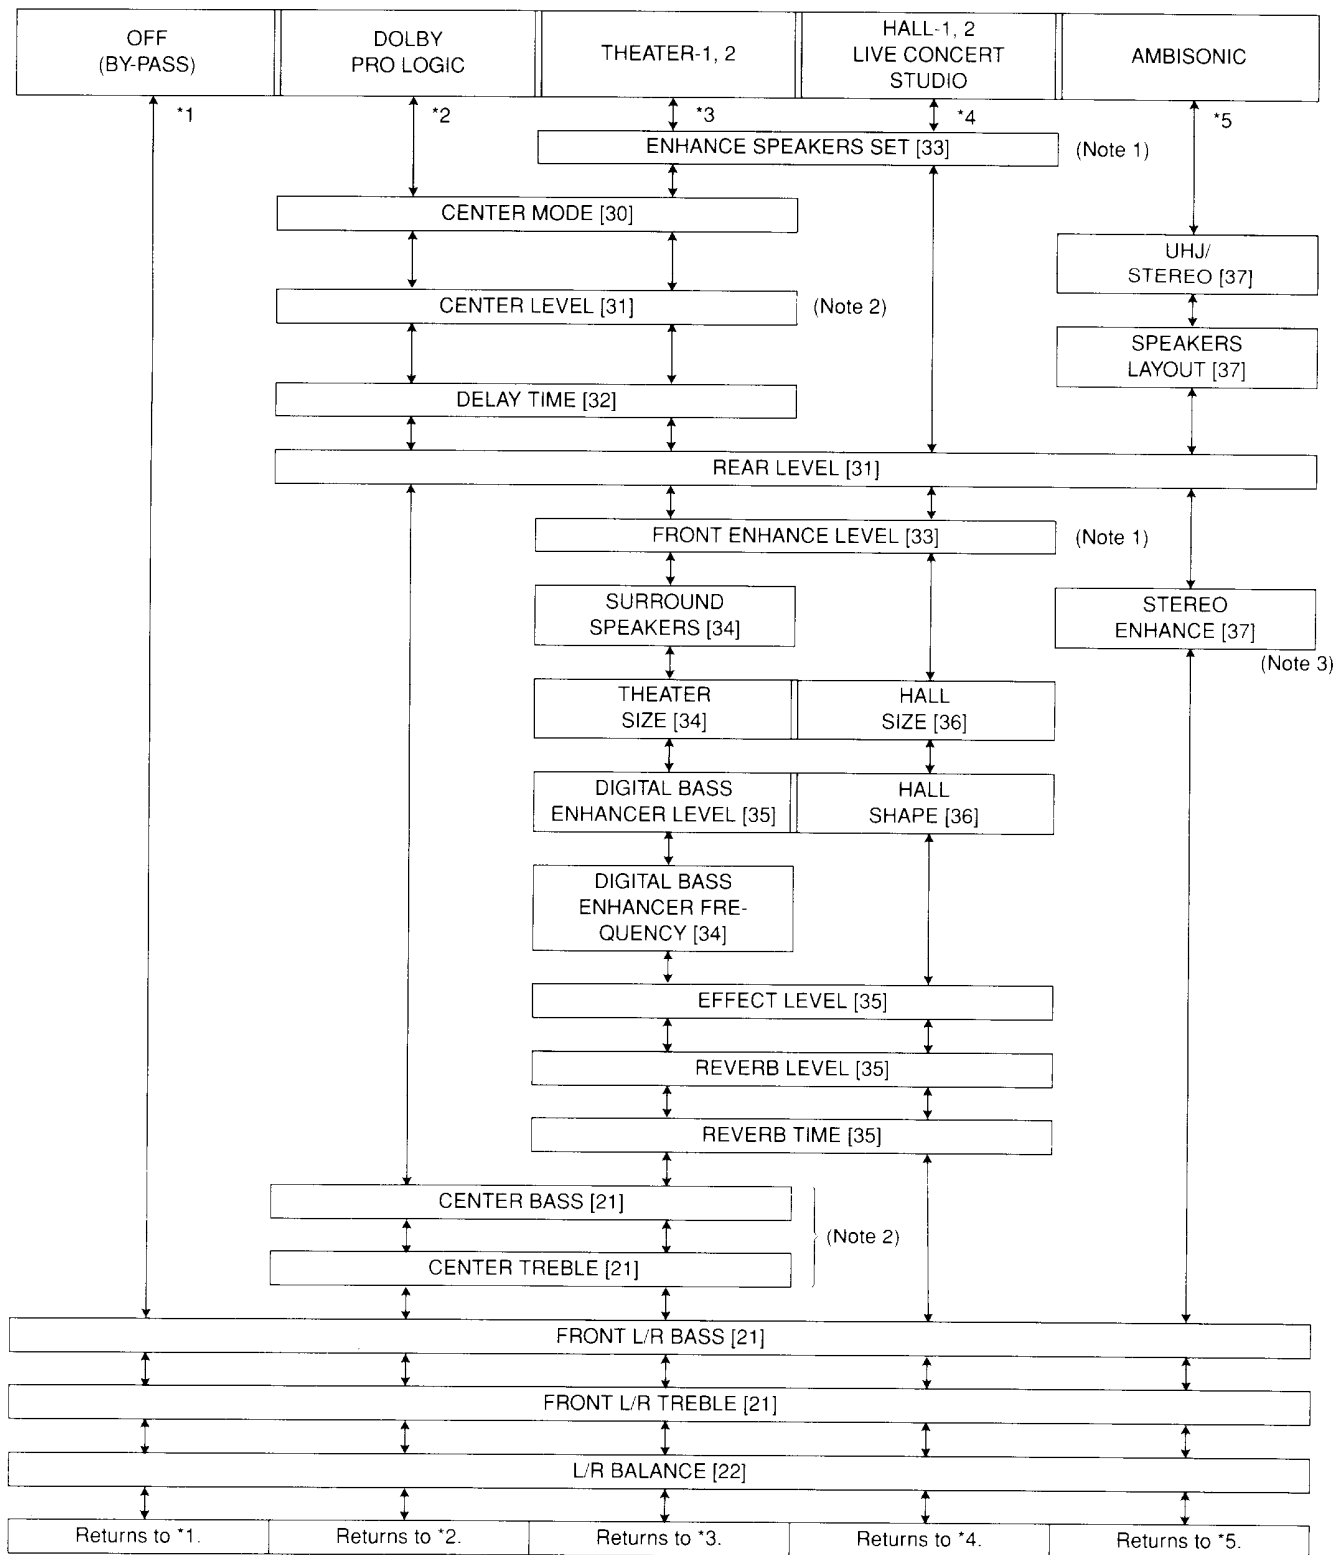 OFF
(BY-PASS)
DOLBY
PRO LOGIC
THEATER-1, 2
HALL-1, 2
LIVE CONCERT
STUDIO
AMBISONIC
*1
*2
*3
*4
*5
ENHANCE SPEAKERS SET [33]
(Note 1)
CENTER MODE [30]
UHJ/
STEREO [37]
CENTER LEVEL [31]
(Note 2)
SPEAKERS
LAYOUT [37]
DELAY TIME [32]
REAR LEVEL [31]
FRONT ENHANCE LEVEL [33]
(Note 1)
SURROUND
SPEAKERS [34]
STEREO
ENHANCE [37]
(Note 3)
THEATER
SIZE [34]
HALL
SIZE [36]
DIGITAL BASS
ENHANCER LEVEL [35]
HALL
SHAPE [36]
DIGITAL BASS
ENHANCER FRE-
QUENCY [34]
EFFECT LEVEL [35]
REVERB LEVEL [35]
REVERB TIME [35]
CENTER BASS [21]
(Note 2)
CENTER TREBLE [21]
FRONT L/R BASS [21]
FRONT L/R TREBLE [21]
L/R BALANCE [22]
Returns to *1.
Returns to *2.
Returns to *3.
Returns to *4.
Returns to *5.